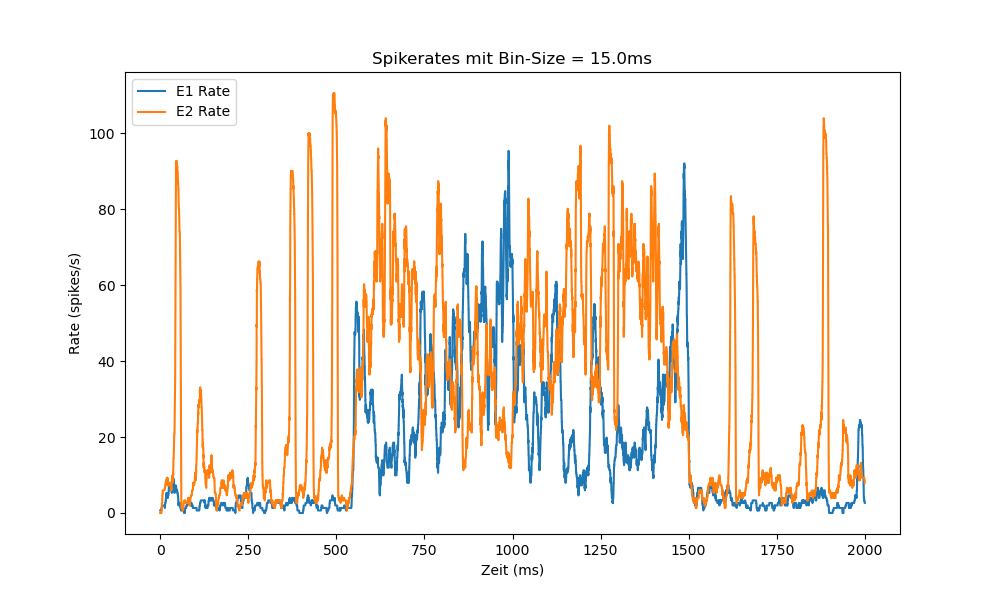 Spikerates mit Bin-Size = 15.0ms
E1 Rate
E2 Rate
100
80
60
40
20
0
Rate (spikes/s)
0 250 500 750 1000 1250 1500 1750 2000
Zeit (ms)